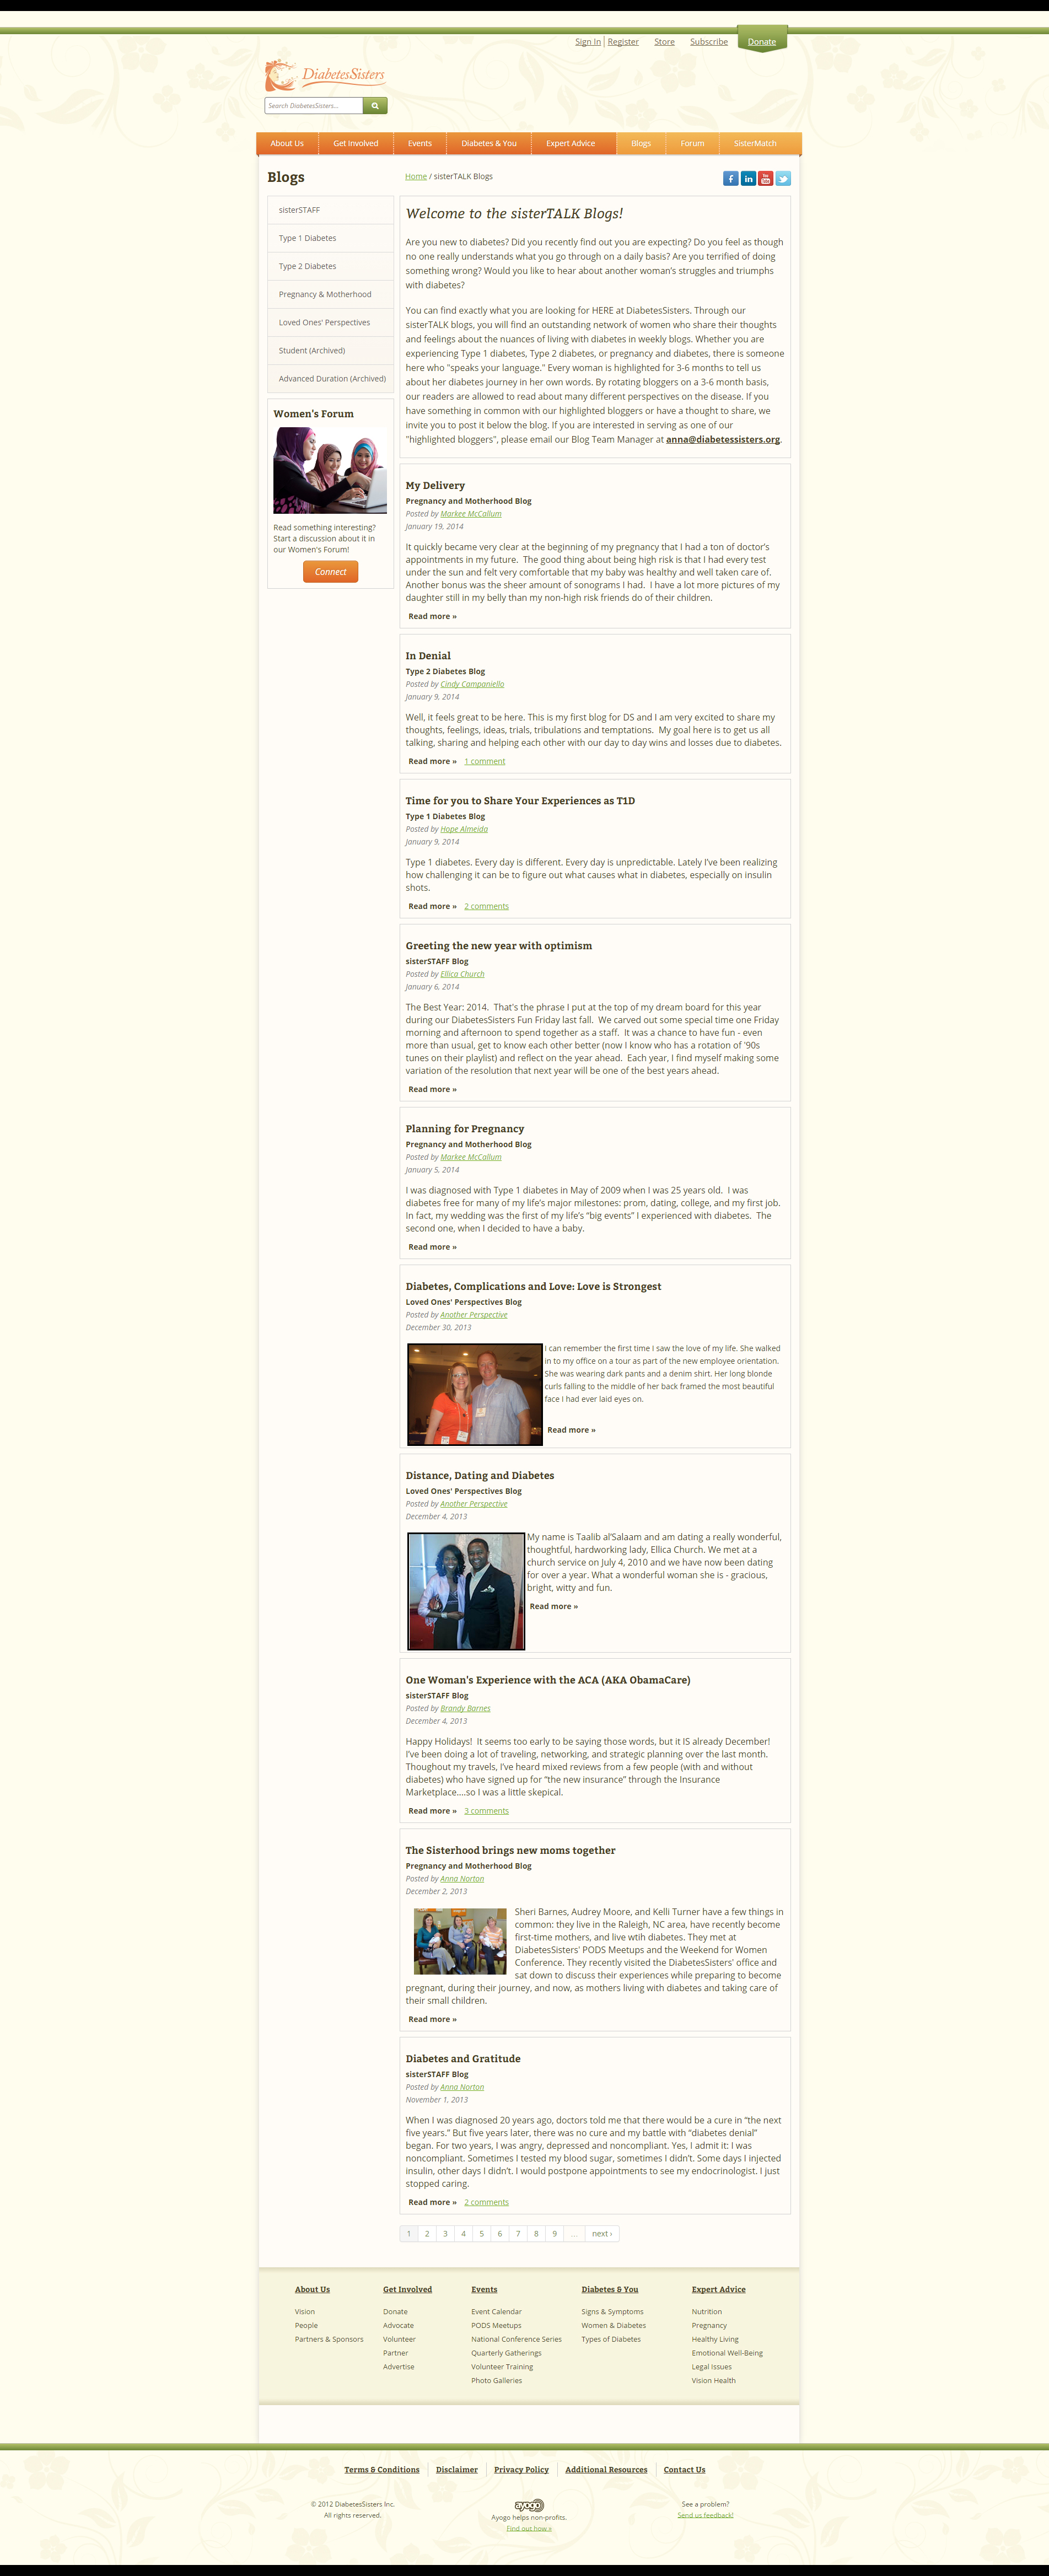 Sign In Register Store Subscribe Donate
DiabetesSisters
Search DiabetesSisters...
About Us Get Involved Events Diabetes & You Expert Advice Blogs Forum SisterMatch
Blogs
Home / sisterTALK Blogs
sisterSTAFF
Type 1 Diabetes
Type 2 Diabetes
Pregnancy & Motherhood
Loved Ones' Perspectives
Student (Archived)
Advanced Duration (Archived)
Women's Forum
Read something interesting?
Start a discussion about it in
our Women's Forum!
Connect
Welcome to the sisterTALK Blogs!
Are you new to diabetes? Did you recently find out you are expecting? Do you feel as though
no one really understands what you go through on a daily basis? Are you terrified of doing
something wrong? Would you like to hear about another woman's struggles and triumphs
with diabetes?
You can find exactly what you are looking for HERE at DiabetesSisters. Through our
sisterTALK blogs, you will find an outstanding network of women who share their thoughts
and feelings about the nuances of living with diabetes in weekly blogs. Whether you are
experiencing Type 1 diabetes, Type 2 diabetes, or pregnancy and diabetes, there is someone
here who "speaks your language." Every woman is highlighted for 3-6 months to tell us
about her diabetes journey in her own words. By rotating bloggers on a 3-6 month basis,
our readers are allowed to read about many different perspectives on the disease. If you
have something in common with our highlighted bloggers or have a thought to share, we
invite you to post it below the blog. If you are interested in serving as one of our
"highlighted bloggers", please email our Blog Team Manager at anna@diabetessisters.org.
My Delivery
Pregnancy and Motherhood Blog
Posted by Markee McCallum
January 19, 2014
It quickly became very clear at the beginning of my pregnancy that I had a ton of doctor's
appointments in my future. The good thing about being high risk is that I had every test
under the sun and felt very comfortable that my baby was healthy and well taken care of.
Another bonus was the sheer amount of sonograms I had. I have a lot more pictures of my
daughter still in my belly than my non-high risk friends do of their children.
Read more »
In Denial
Type 2 Diabetes Blog
Posted by Cindy Campaniello
January 9, 2014
Well, it feels great to be here. This is my first blog for DS and I am very excited to share my
thoughts, feelings, ideas, trials, tribulations and temptations. My goal here is to get us all
talking, sharing and helping each other with our day to day wins and losses due to diabetes.
Read more » 1 comment
Time for you to Share Your Experiences as T1D
Type 1 Diabetes Blog
Posted by Hope Almeida
January 9, 2014
Type 1 diabetes. Every day is different. Every day is unpredictable. Lately I've been realizing
how challenging it can be to figure out what causes what in diabetes, especially on insulin
shots.
Read more » 2 comments
Greeting the new year with optimism
sisterSTAFF Blog
Posted by Ellica Church
January 6, 2014
The Best Year: 2014. That's the phrase I put at the top of my dream board for this year
during our DiabetesSisters Fun Friday last fall. We carved out some special time one Friday
morning and afternoon to spend together as a staff. It was a chance to have fun - even
more than usual, get to know each other better (now I know who has a rotation of '90s
tunes on their playlist) and reflect on the year ahead. Each year, I find myself making some
variation of the resolution that next year will be one of the best years ahead.
Read more »
Planning for Pregnancy
Pregnancy and Motherhood Blog
Posted by Markee McCallum
January 5, 2014
I was diagnosed with Type 1 diabetes in May of 2009 when I was 25 years old. I was
diabetes free for many of my life's major milestones: prom, dating, college, and my first job.
In fact, my wedding was the first of my life's "big events" I experienced with diabetes. The
second one, when I decided to have a baby.
Read more »
Diabetes, Complications and Love: Love is Strongest
Loved Ones' Perspectives Blog
Posted by Another Perspective
December 30, 2013
I can remember the first time I saw the love of my life. She walked
in to my office on a tour as part of the new employee orientation.
She was wearing dark pants and a denim shirt. Her long blonde
curls falling to the middle of her back framed the most beautiful
face I had ever laid eyes on.
Read more »
Distance, Dating and Diabetes
Loved Ones' Perspectives Blog
Posted by Another Perspective
December 4, 2013
My name is Taalib al'Salaam and am dating a really wonderful,
thoughtful, hardworking lady, Ellica Church. We met at a
church service on July 4, 2010 and we have now been dating
for over a year. What a wonderful woman she is - gracious,
bright, witty and fun.
Read more »
One Woman's Experience with the ACA (AKA ObamaCare)
sisterSTAFF Blog
Posted by Brandy Barnes
December 4, 2013
Happy Holidays! It seems too early to be saying those words, but it IS already December!
I've been doing a lot of traveling, networking, and strategic planning over the last month.
Thoughout my travels, I've heard mixed reviews from a few people (with and without
diabetes) who have signed up for "the new insurance" through the Insurance
Marketplace....so I was a little skepical.
Read more » 3 comments
The Sisterhood brings new moms together
Pregnancy and Motherhood Blog
Posted by Anna Norton
December 2, 2013
Sheri Barnes, Audrey Moore, and Kelli Turner have a few things in
common: they live in the Raleigh, NC area, have recently become
first-time mothers, and live wtih diabetes. They met at
DiabetesSisters' PODS Meetups and the Weekend for Women
Conference. They recently visited the DiabetesSisters' office and
sat down to discuss their experiences while preparing to become
pregnant, during their journey, and now, as mothers living with diabetes and taking care of
their small children.
Read more »
Diabetes and Gratitude
sisterSTAFF Blog
Posted by Anna Norton
November 1, 2013
When I was diagnosed 20 years ago, doctors told me that there would be a cure in "the next
five years." But five years later, there was no cure and my battle with "diabetes denial"
began. For two years, I was angry, depressed and noncompliant. Yes, I admit it: I was
noncompliant. Sometimes I tested my blood sugar, sometimes I didn't. Some days I injected
insulin, other days I didn't. I would postpone appointments to see my endocrinologist. I just
stopped caring.
Read more » 2 comments
1 2 3 4 5 6 7 8 9 ... next ›
About Us Get Involved Events Diabetes & You Expert Advice
Vision Donate Event Calendar Signs & Symptoms Nutrition
People Advocate PODS Meetups Women & Diabetes Pregnancy
Partners & Sponsors Volunteer National Conference Series Types of Diabetes Healthy Living
Partner Quarterly Gatherings Emotional Well-Being
Advertise Volunteer Training Legal Issues
Photo Galleries Vision Health
Terms & Conditions Disclaimer Privacy Policy Additional Resources Contact Us
© 2012 DiabetesSisters Inc.
All rights reserved.
ayogo
Ayogo helps non-profits.
Find out how »
See a problem?
Send us feedback!